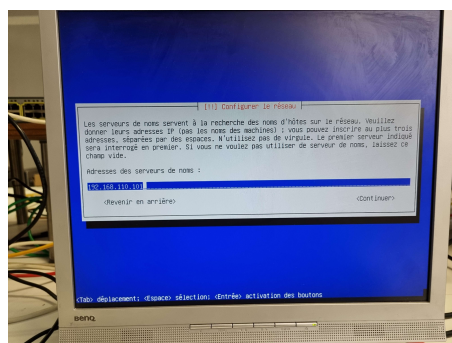 [!!] Configurer le réseau
Les serveurs de noms servent à la recherche des noms d'hôtes sur le réseau. Veuillez
donner leurs adresses IP (pas les noms des machines) ; vous pouvez inscrire au plus trois
adresses, séparées par des espaces. N'utilisez pas de virgule. Le premier serveur indiqué
sera interrogé en premier. Si vous ne voulez pas utiliser de serveur de noms, laissez ce
champ vide.
Adresses des serveurs de noms :
192.168.110.101
<Revenir en arrière> <Continuer>
<Tab> déplacement; <Espace> sélection; <Entrée> activation des boutons
BenQ